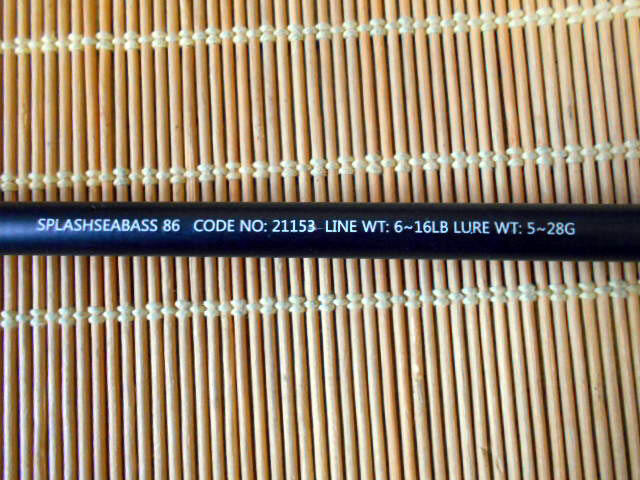 SPLASHSEABASS 86 CODE NO: 21153 LINE WT: 6~16LB LURE WT: 5~28G